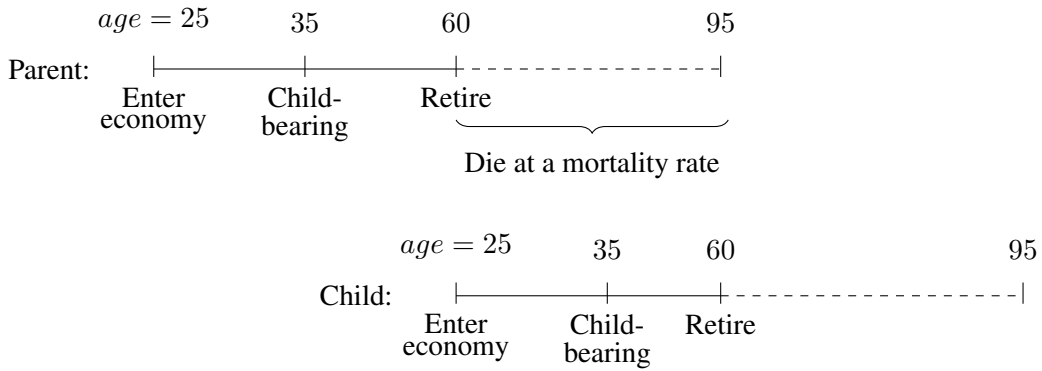 age = 25 35 60 95
Parent:
Enter economy Child-bearing Retire
Die at a mortality rate
age = 25 35 60 95
Child:
Enter economy Child-bearing Retire